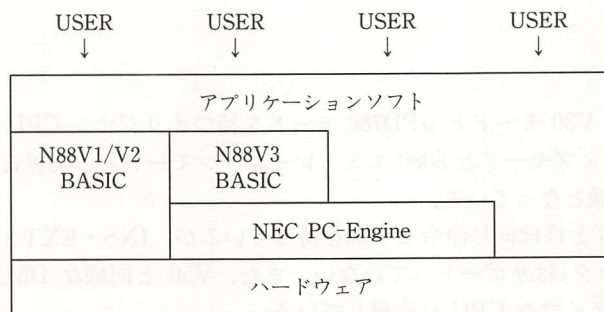 USER USER USER USER
↓ ↓ ↓ ↓
アプリケーションソフト
N88V1/V2 N88V3
BASIC BASIC
NEC PC-Engine
ハードウェア